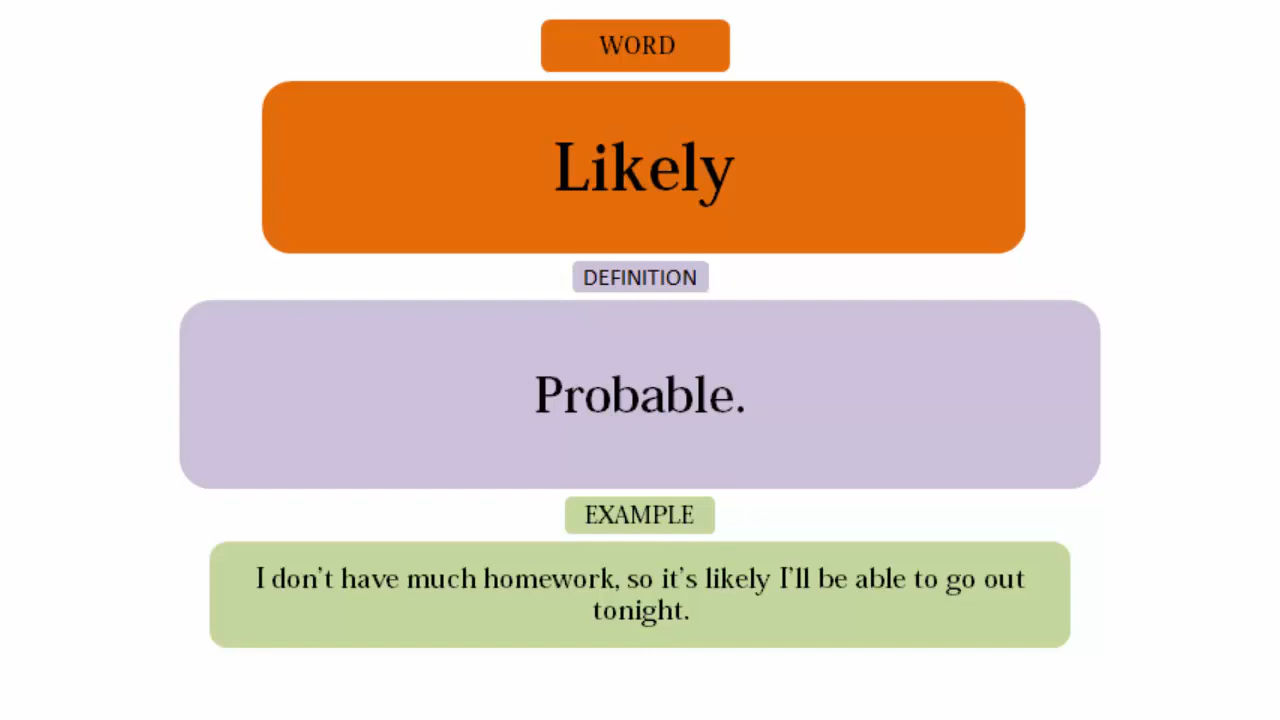 WORD
Likely
DEFINITION
Probable.
EXAMPLE
I don’t have much homework, so it’s likely I’ll be able to go out
tonight.